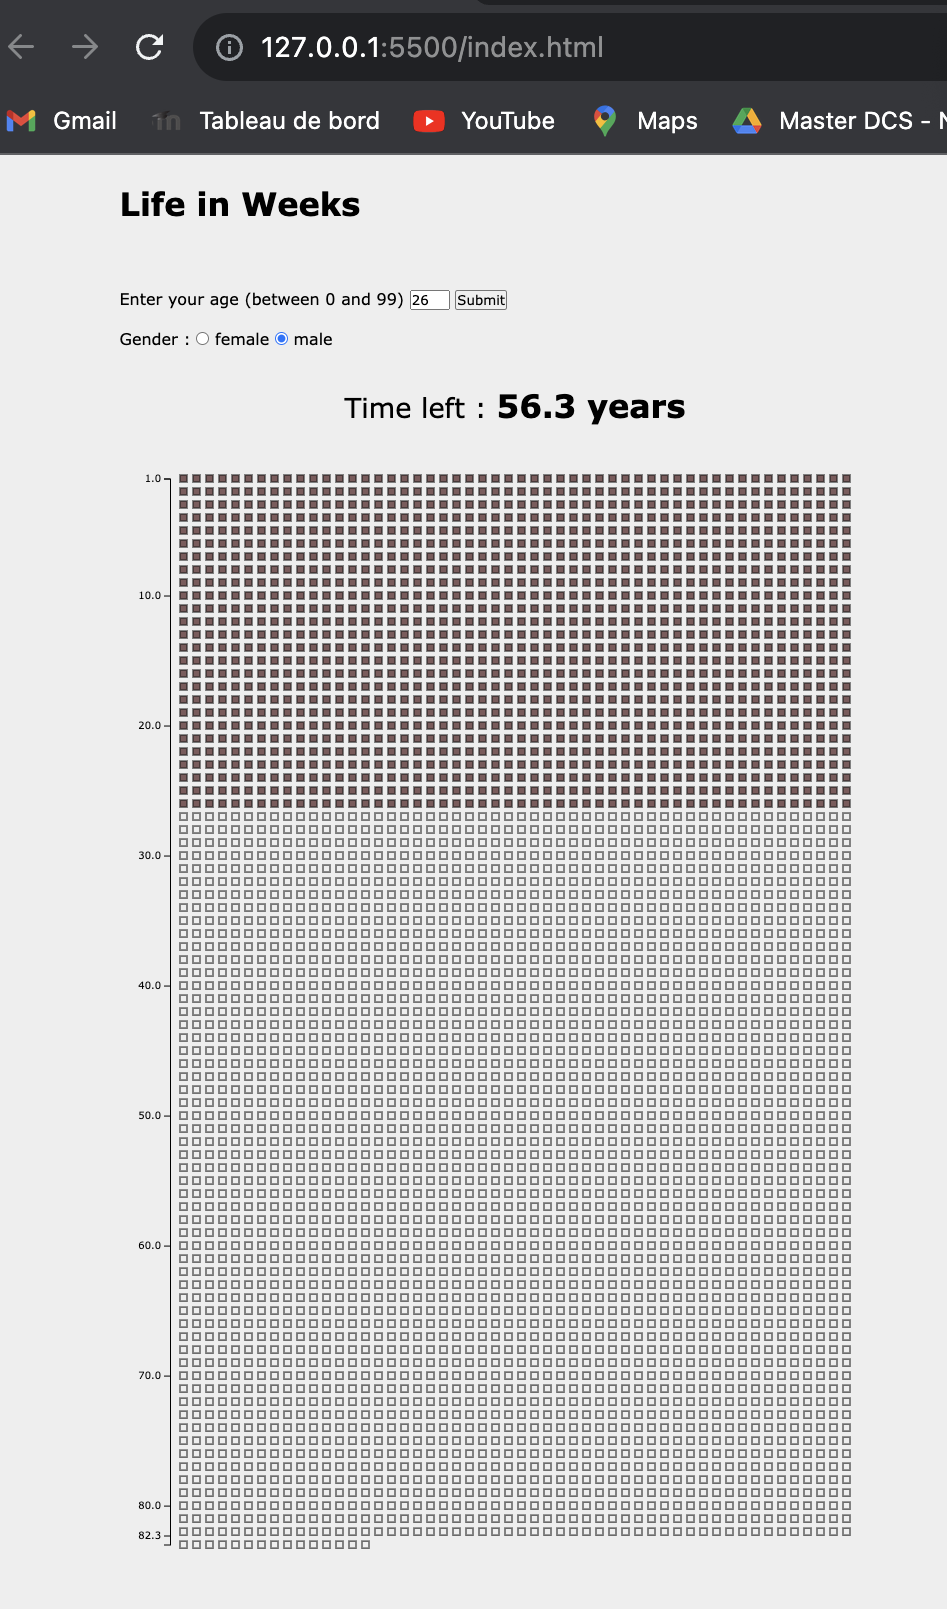 127.0.0.1:5500/index.html
Gmail Tableau de bord YouTube Maps Master DCS - N
Life in Weeks
Enter your age (between 0 and 99) 26 Submit
Gender : female male
Time left : 56.3 years
1.0
10.0
20.0
30.0
40.0
50.0
60.0
70.0
80.0
82.3